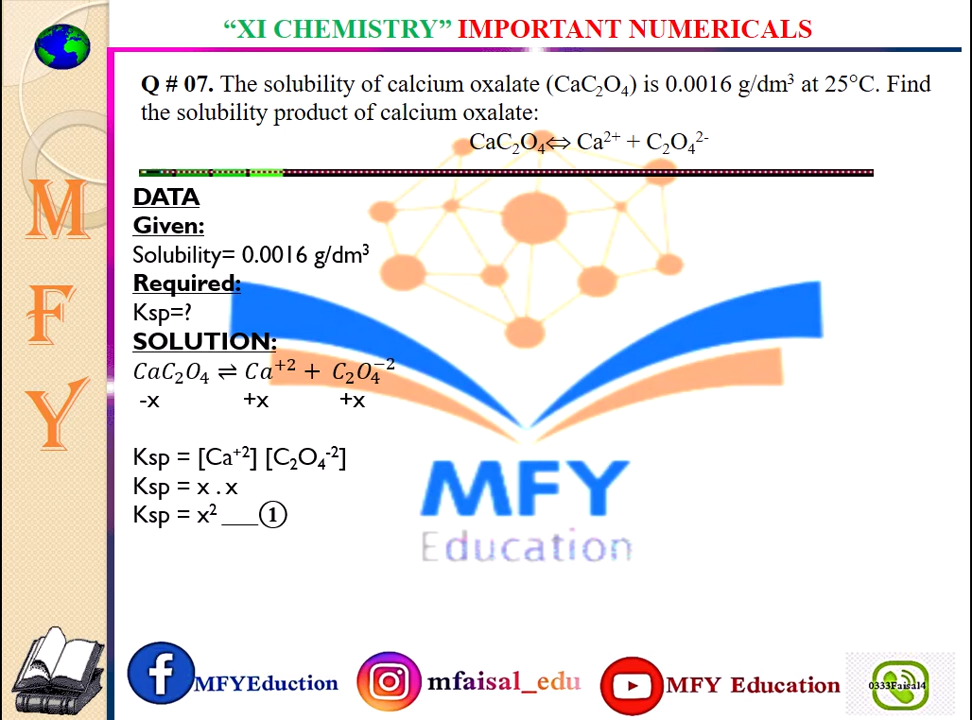 “XI CHEMISTRY” IMPORTANT NUMERICALS
Q # 07. The solubility of calcium oxalate (CaC₂O₄) is 0.0016 g/dm³ at 25°C. Find
the solubility product of calcium oxalate:
CaC₂O₄⇔ Ca²⁺ + C₂O₄²⁻
M
F
Y
DATA
Given:
Solubility= 0.0016 g/dm³
Required:
Ksp=?
SOLUTION:
CaC₂O₄ ⇌ Ca⁺² + C₂O₄⁻²
-x +x +x
Ksp = [Ca⁺²] [C₂O₄⁻²]
Ksp = x . x
Ksp = x² ___①
MFY
Education
MFYEduction
mfaisal_edu
MFY Education
0333Faisal4